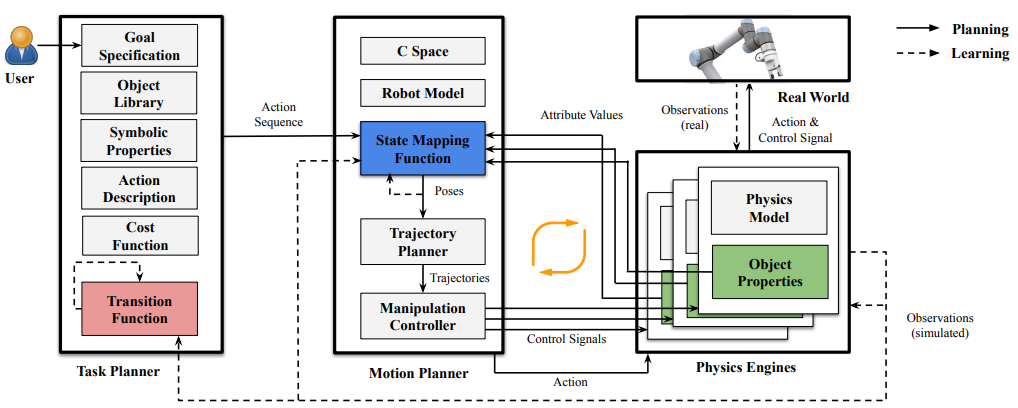 User
Goal
Specification
Object
Library
Symbolic
Properties
Action
Description
Cost
Function
Transition
Function
Task Planner
Action
Sequence
C Space
Robot Model
State Mapping
Function
Poses
Trajectory
Planner
Trajectories
Manipulation
Controller
Motion Planner
Attribute Values
Control Signals
Action
Real World
Observations
(real)
Action &
Control Signal
Physics
Model
Object
Properties
Physics Engines
Observations
(simulated)
Planning
Learning